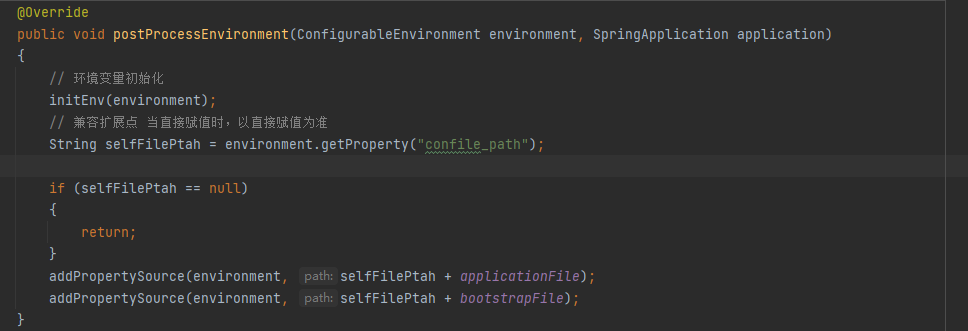 @Override
public void postProcessEnvironment(ConfigurableEnvironment environment, SpringApplication application)
{
// 环境变量初始化
initEnv(environment);
// 兼容扩展点 当直接赋值时，以直接赋值为准
String selfFilePtah = environment.getProperty("confile_path");
if (selfFilePtah == null)
{
return;
}
addPropertySource(environment, path: selfFilePtah + applicationFile);
addPropertySource(environment, path: selfFilePtah + bootstrapFile);
}